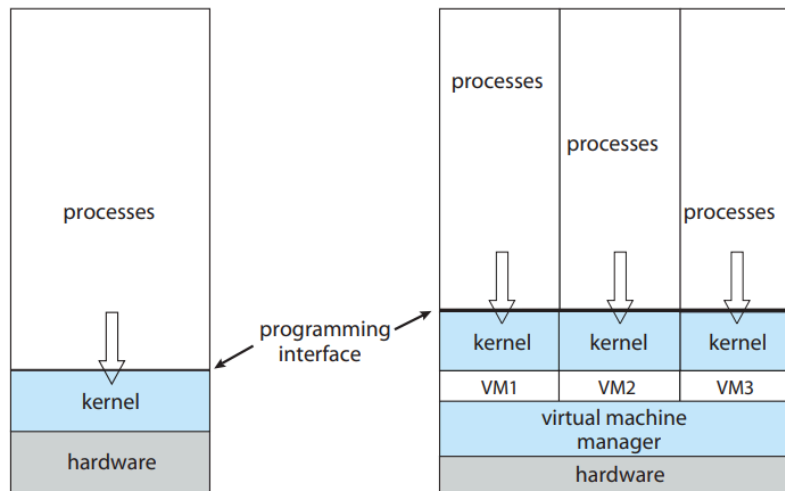 processes
programming
interface
kernel
hardware
processes
processes
processes
kernel
kernel
kernel
VM1
VM2
VM3
virtual machine
manager
hardware